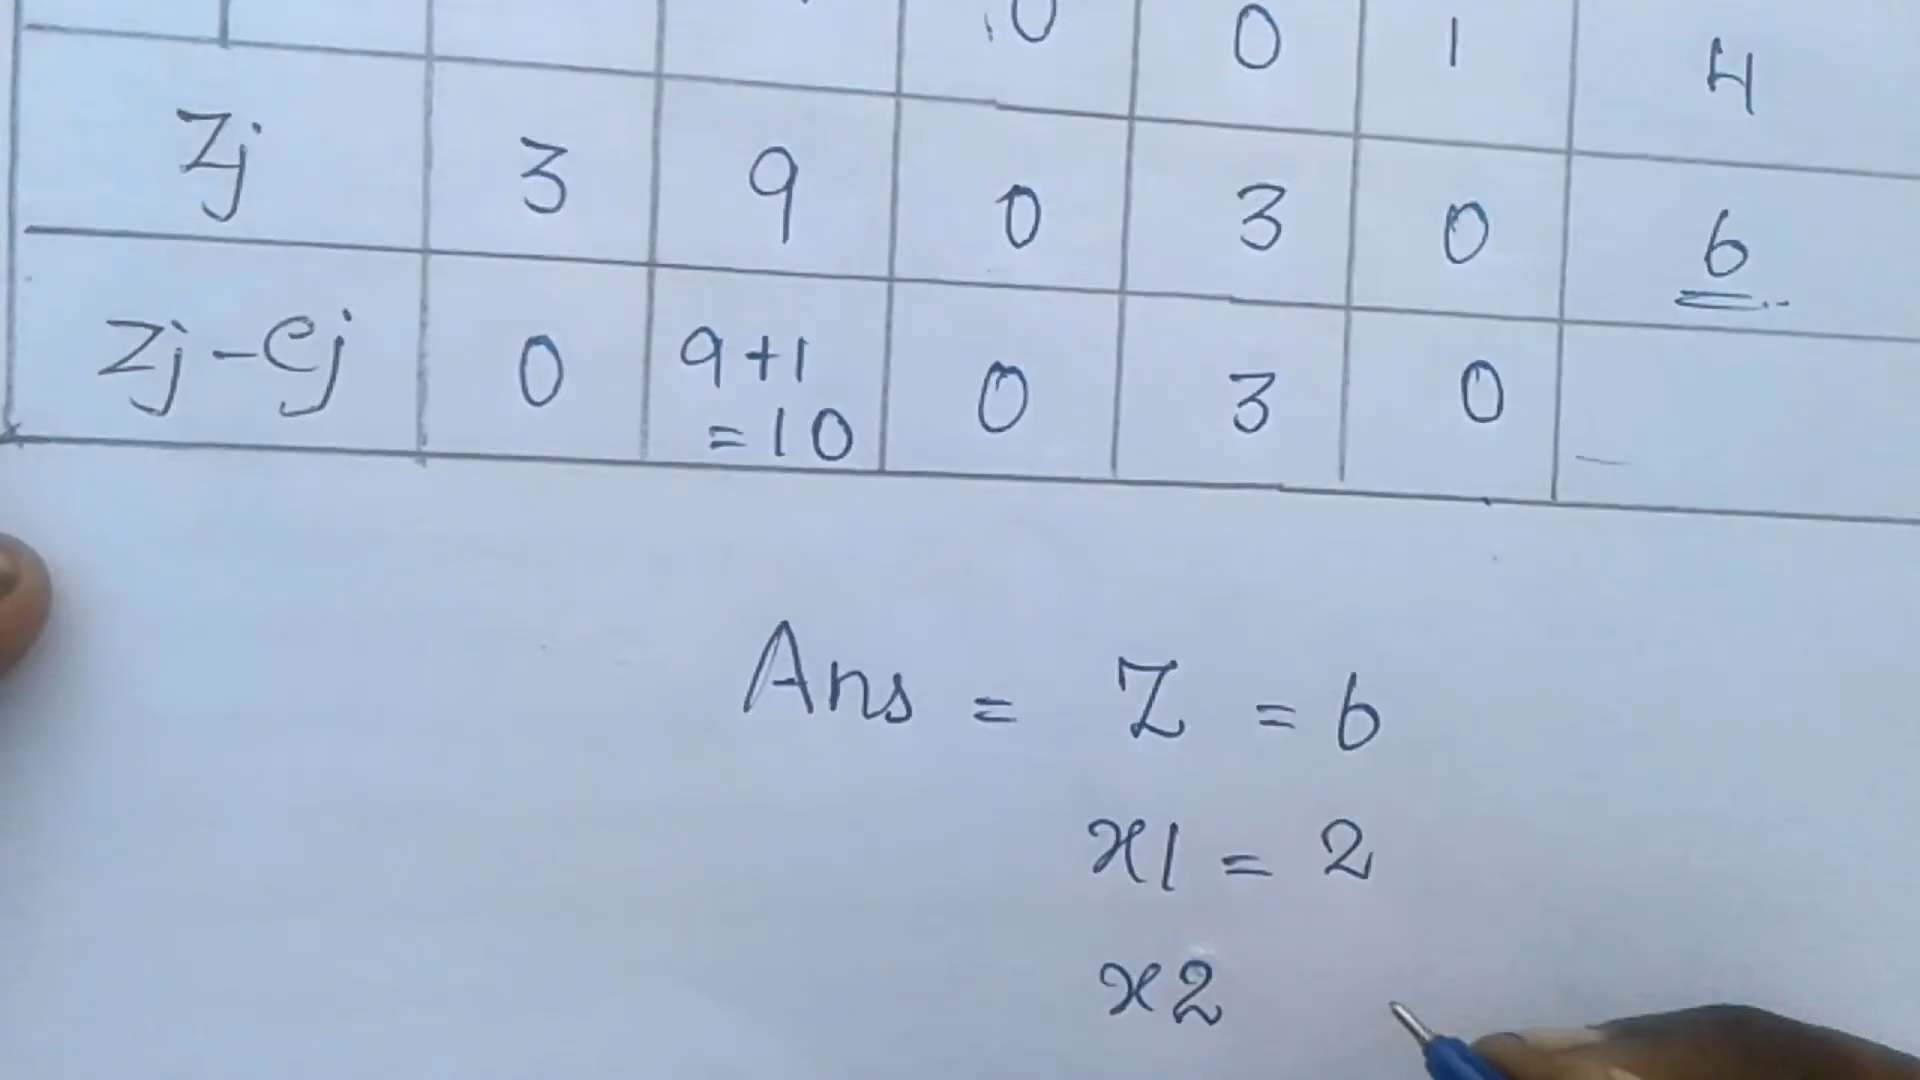 10 0 1 4
Zj 3 9 0 3 0 6
Zj-Cj 0 9+1 0 3 0
=10
Ans = Z = 6
x1 = 2
x2